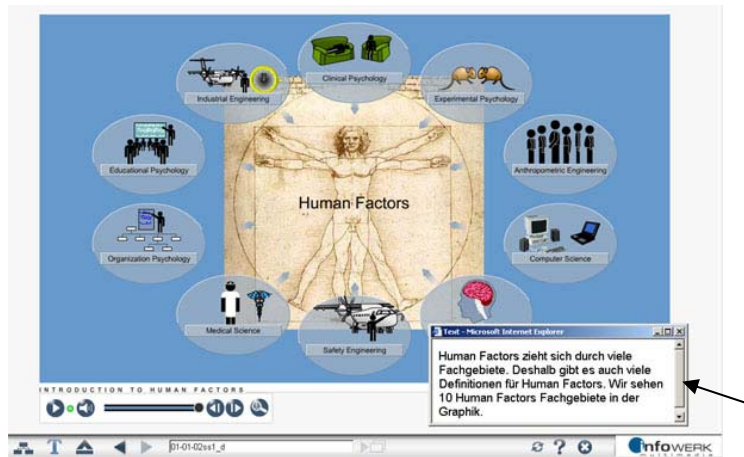 Clinical Psychology
Industrial Engineering
Experimental Psychology
Educational Psychology
Anthropometric Engineering
Human Factors
Organization Psychology
Computer Science
Medical Science
Safety Engineering
Text - Microsoft Internet Explorer
Human Factors zieht sich durch viele
Fachgebiete. Deshalb gibt es auch viele
Definitionen für Human Factors. Wir sehen
10 Human Factors Fachgebiete in der
Graphik.
INTRODUCTION TO HUMAN FACTORS
T
01-01-02ss1_d
?
infoWERK
multimedia